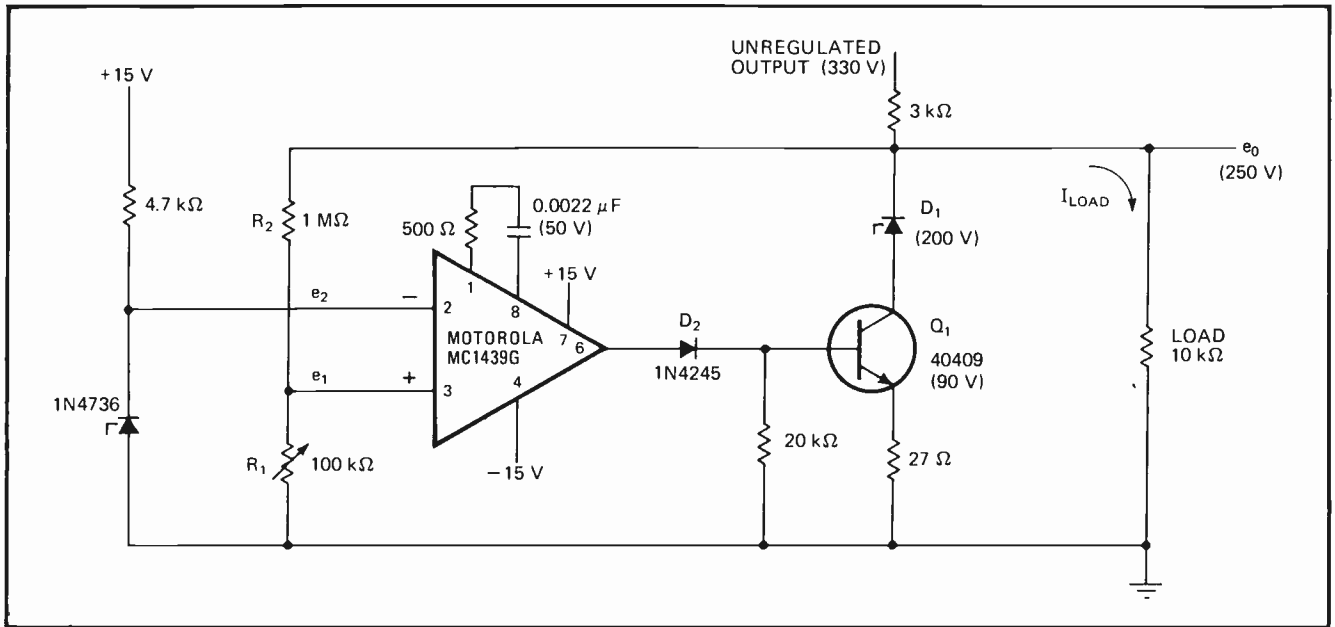 UNREGULATED
OUTPUT (330 V)
+15 V
3 kΩ
e0
(250 V)
ILOAD
4.7 kΩ
R2
1 MΩ
500 Ω
0.0022 μF
(50 V)
D1
(200 V)
+15 V
e2
−
2
1
8
7
6
MOTOROLA
MC1439G
D2
1N4245
Q1
40409
(90 V)
LOAD
10 kΩ
e1
+
3
4
1N4736
R1
100 kΩ
−15 V
20 kΩ
27 Ω